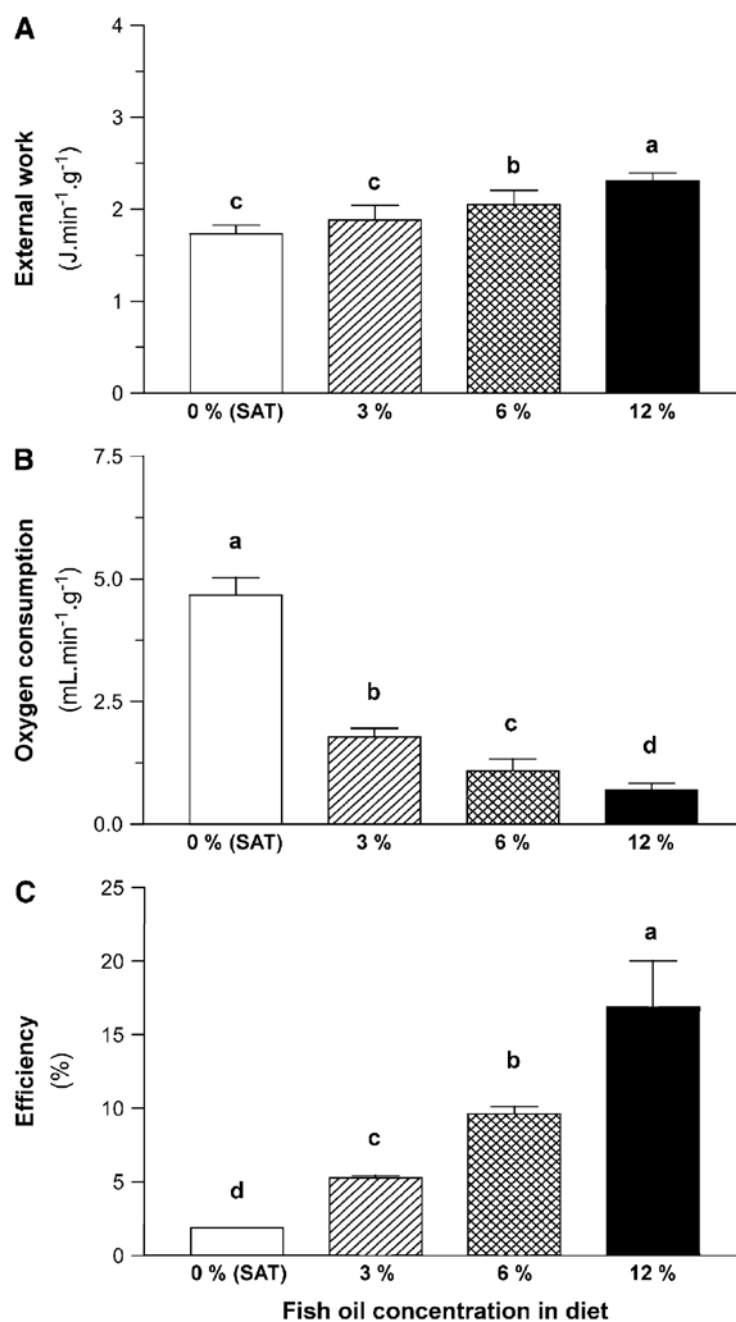 A
External work
(J.min⁻¹.g⁻¹)
4
3
2
1
0
c
c
b
a
0 % (SAT)
3 %
6 %
12 %
B
Oxygen consumption
(mL.min⁻¹.g⁻¹)
7.5
5.0
2.5
0.0
a
b
c
d
0 % (SAT)
3 %
6 %
12 %
C
Efficiency
(%)
25
20
15
10
5
0
d
c
b
a
0 % (SAT)
3 %
6 %
12 %
Fish oil concentration in diet